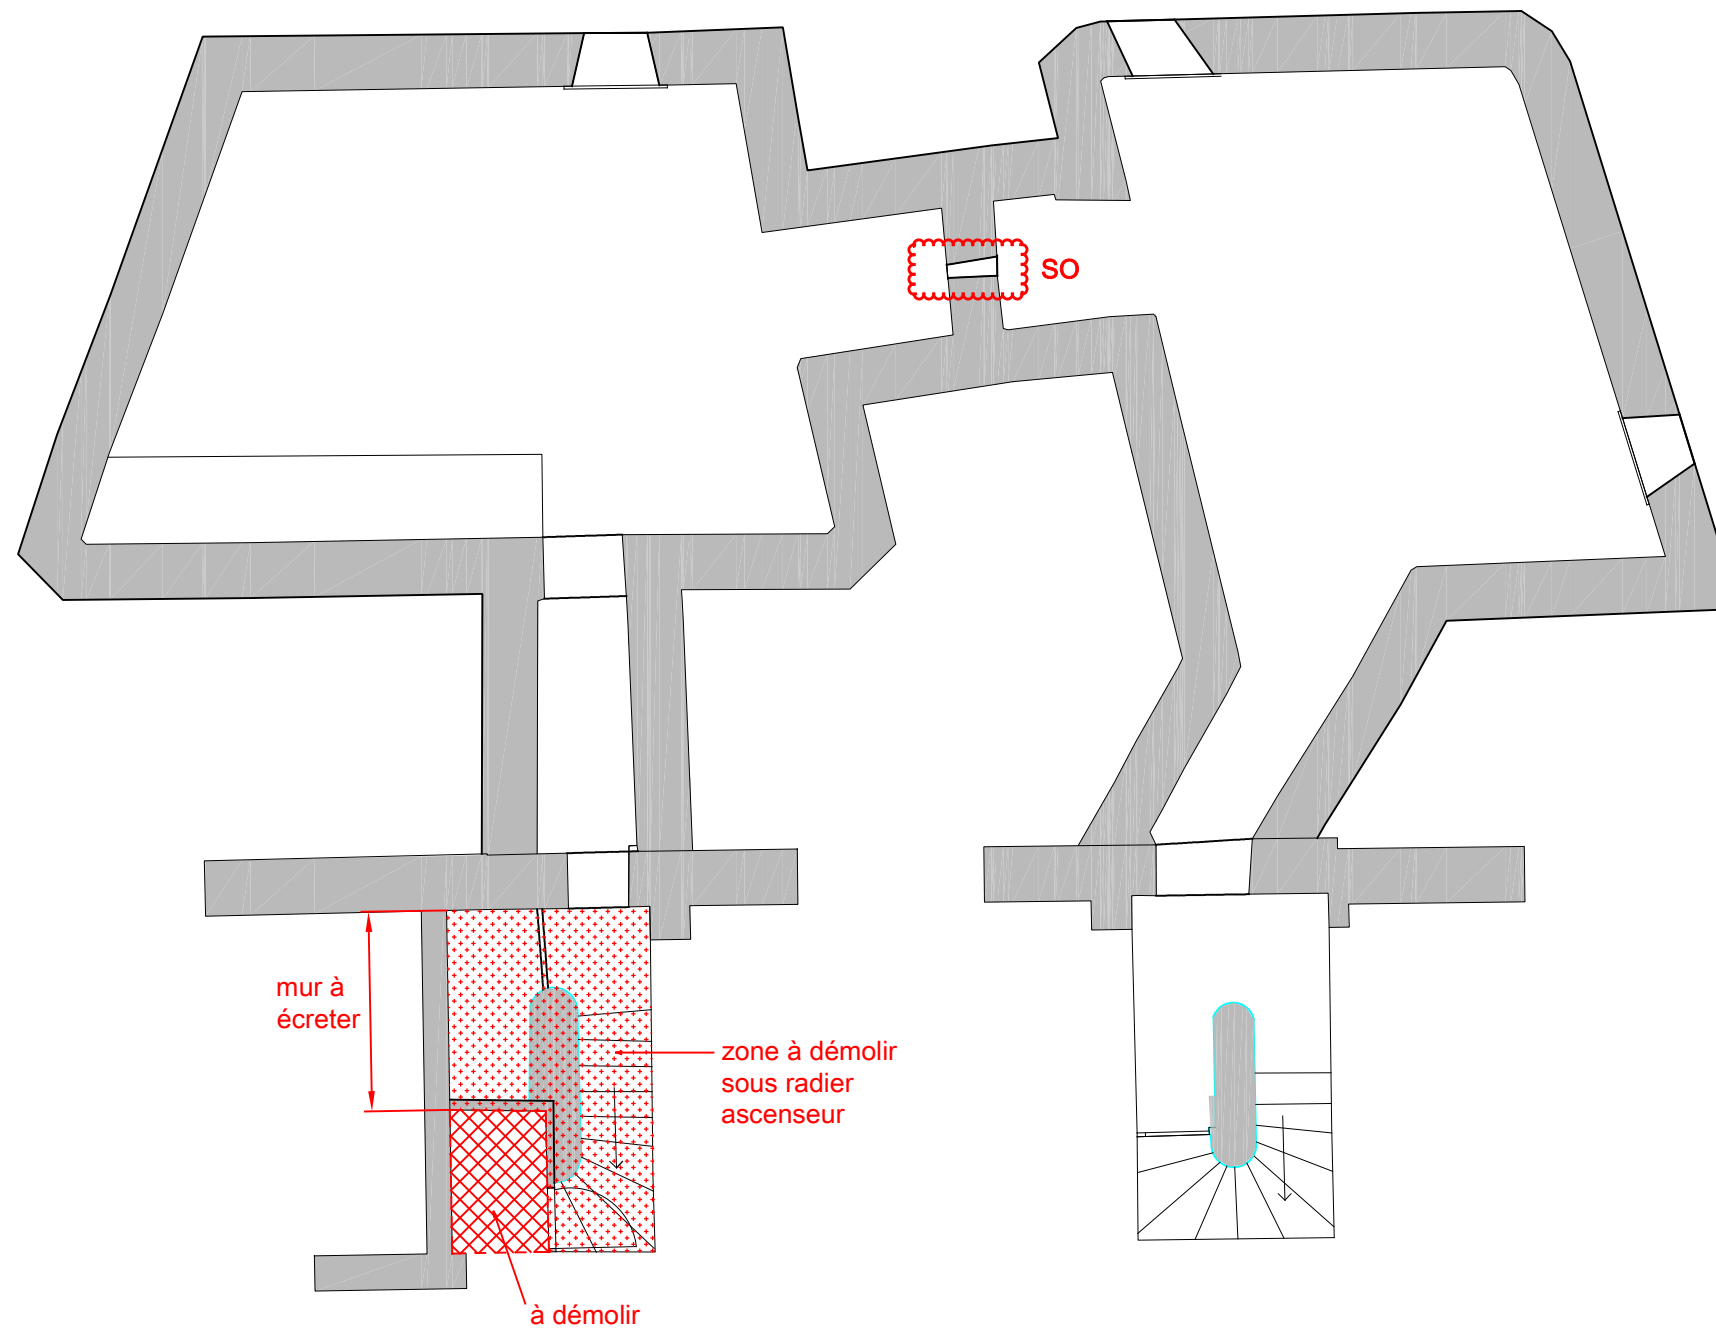 SO
mur à
écreter
zone à démolir
sous radier
ascenseur
à démolir